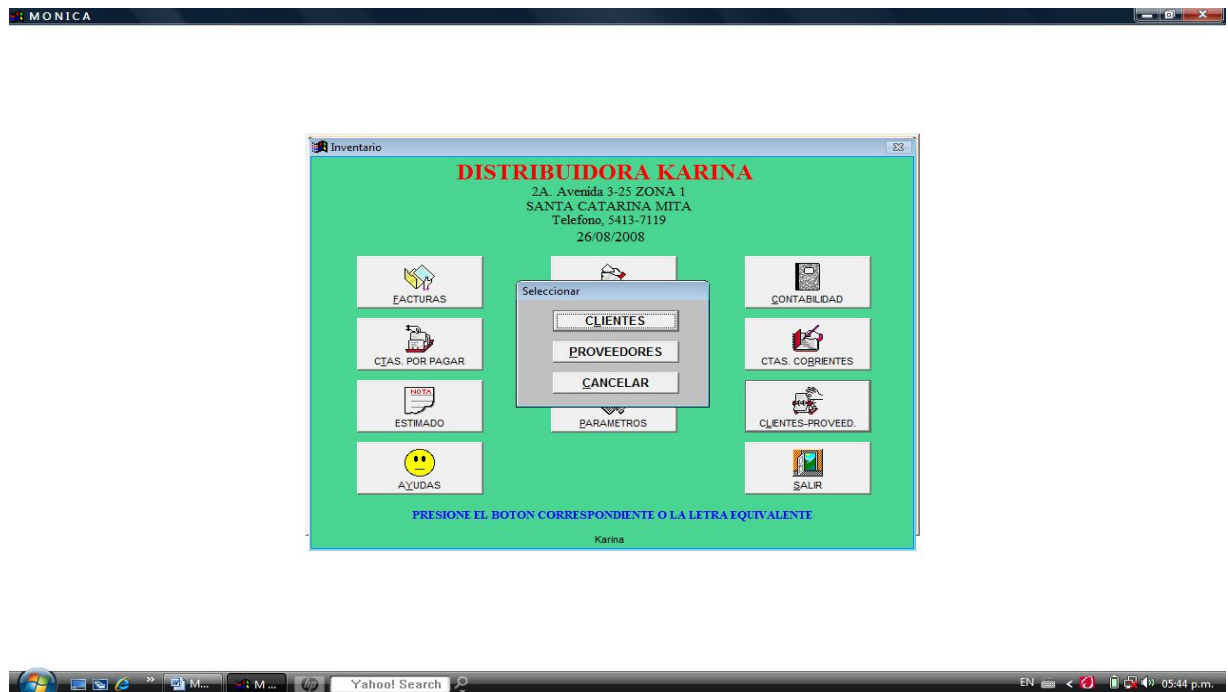 MONICA
Inventario
DISTRIBUIDORA KARINA
2A. Avenida 3-25 ZONA 1
SANTA CATARINA MITA
Telefono, 5413-7119
26/08/2008
FACTURAS
CONTABILIDAD
Seleccionar
CLIENTES
PROVEEDORES
CANCELAR
CTAS. POR PAGAR
CTAS. CORRIENTES
NOTA
ESTIMADO
PARAMETROS
CLIENTES-PROVEED.
AYUDAS
SALIR
PRESIONE EL BOTON CORRESPONDIENTE O LA LETRA EQUIVALENTE
Karina
M...
M ...
hp
Yahoo! Search
EN
05:44 p.m.